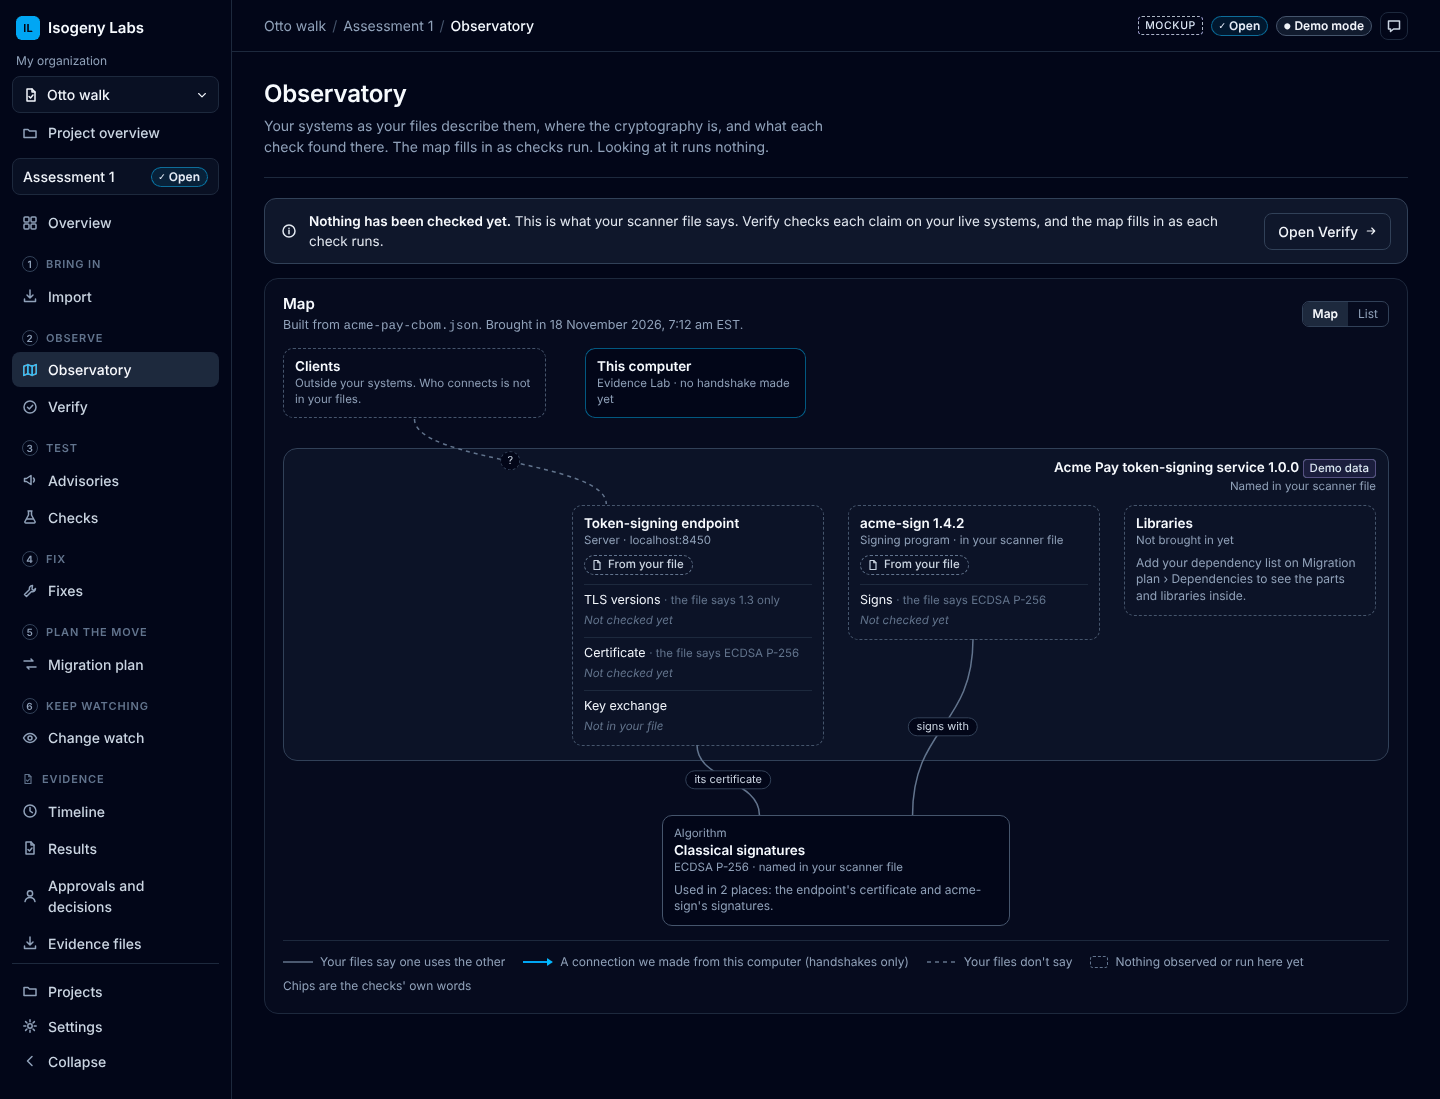 IL Isogeny Labs
My organization
Otto walk
Project overview
Assessment 1 ✓ Open
Overview
1 BRING IN
Import
2 OBSERVE
Observatory
Verify
3 TEST
Advisories
Checks
4 FIX
Fixes
5 PLAN THE MOVE
Migration plan
6 KEEP WATCHING
Change watch
EVIDENCE
Timeline
Results
Approvals and
decisions
Evidence files
Projects
Settings
Collapse
Otto walk / Assessment 1 / Observatory
MOCKUP ✓ Open ● Demo mode
Observatory
Your systems as your files describe them, where the cryptography is, and what each
check found there. The map fills in as checks run. Looking at it runs nothing.
Nothing has been checked yet. This is what your scanner file says. Verify checks each claim on your live systems, and the map fills in as each
check runs.
Open Verify →
Map
Built from acme-pay-cbom.json. Brought in 18 November 2026, 7:12 am EST.
Map List
Clients
Outside your systems. Who connects is not
in your files.
This computer
Evidence Lab · no handshake made
yet
?
Acme Pay token-signing service 1.0.0 Demo data
Named in your scanner file
Token-signing endpoint
Server · localhost:8450
From your file
TLS versions · the file says 1.3 only
Not checked yet
Certificate · the file says ECDSA P-256
Not checked yet
Key exchange
Not in your file
acme-sign 1.4.2
Signing program · in your scanner file
From your file
Signs · the file says ECDSA P-256
Not checked yet
Libraries
Not brought in yet
Add your dependency list on Migration
plan › Dependencies to see the parts
and libraries inside.
signs with
its certificate
Algorithm
Classical signatures
ECDSA P-256 · named in your scanner file
Used in 2 places: the endpoint's certificate and acme-
sign's signatures.
Your files say one uses the other
A connection we made from this computer (handshakes only)
Your files don't say
Nothing observed or run here yet
Chips are the checks' own words